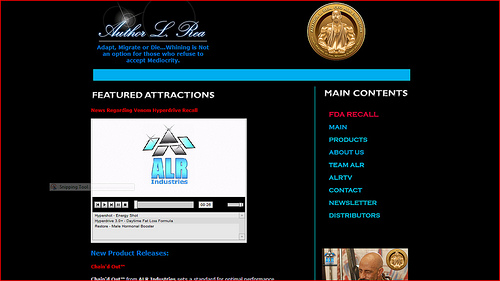 Author L. Rea
Adapt, Migrate or Die...Whining is Not
an option for those who refuse to
accept Mediocrity.
FEATURED ATTRACTIONS
News Regarding Venom Hyperdrive Recall
ALR
Industries
Snipping Tool
00:26
Hypershot - Energy Shot
Hyperdrive 3.0+ - Daytime Fat Loss Formula
Restore - Male Hormonal Booster
New Product Releases:
Chain'd Out™
Chain'd Out™ from ALR Industries sets a standard for optimal performance
MAIN CONTENTS
FDA RECALL
MAIN
PRODUCTS
ABOUT US
TEAM ALR
ALRTV
CONTACT
NEWSLETTER
DISTRIBUTORS